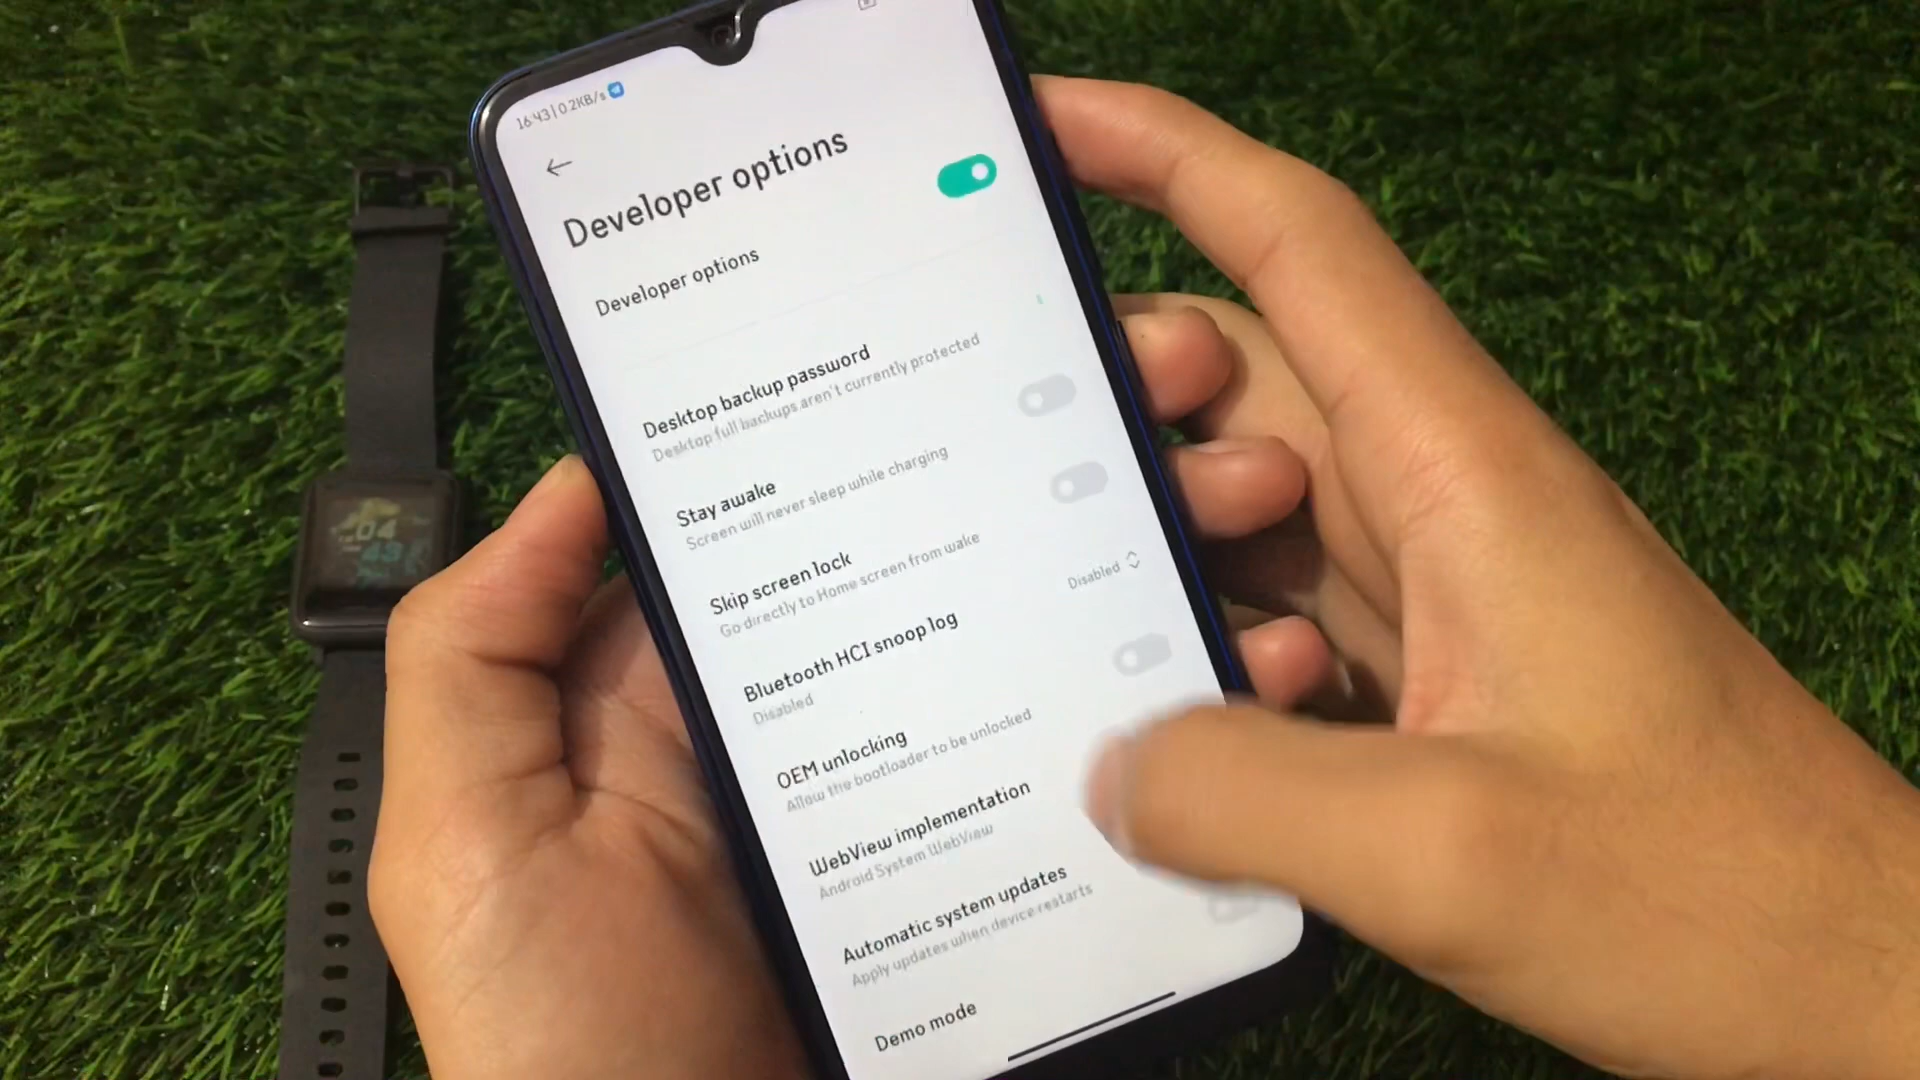 16:43 | 0.2KB/s
Developer options
Developer options
Desktop backup password
Desktop full backups aren't currently protected
Stay awake
Screen will never sleep while charging
Skip screen lock
Go directly to Home screen from wake
Bluetooth HCI snoop log
Disabled
Disabled
OEM unlocking
Allow the bootloader to be unlocked
WebView implementation
Android System WebView
Automatic system updates
Apply updates when device restarts
Demo mode
04
43